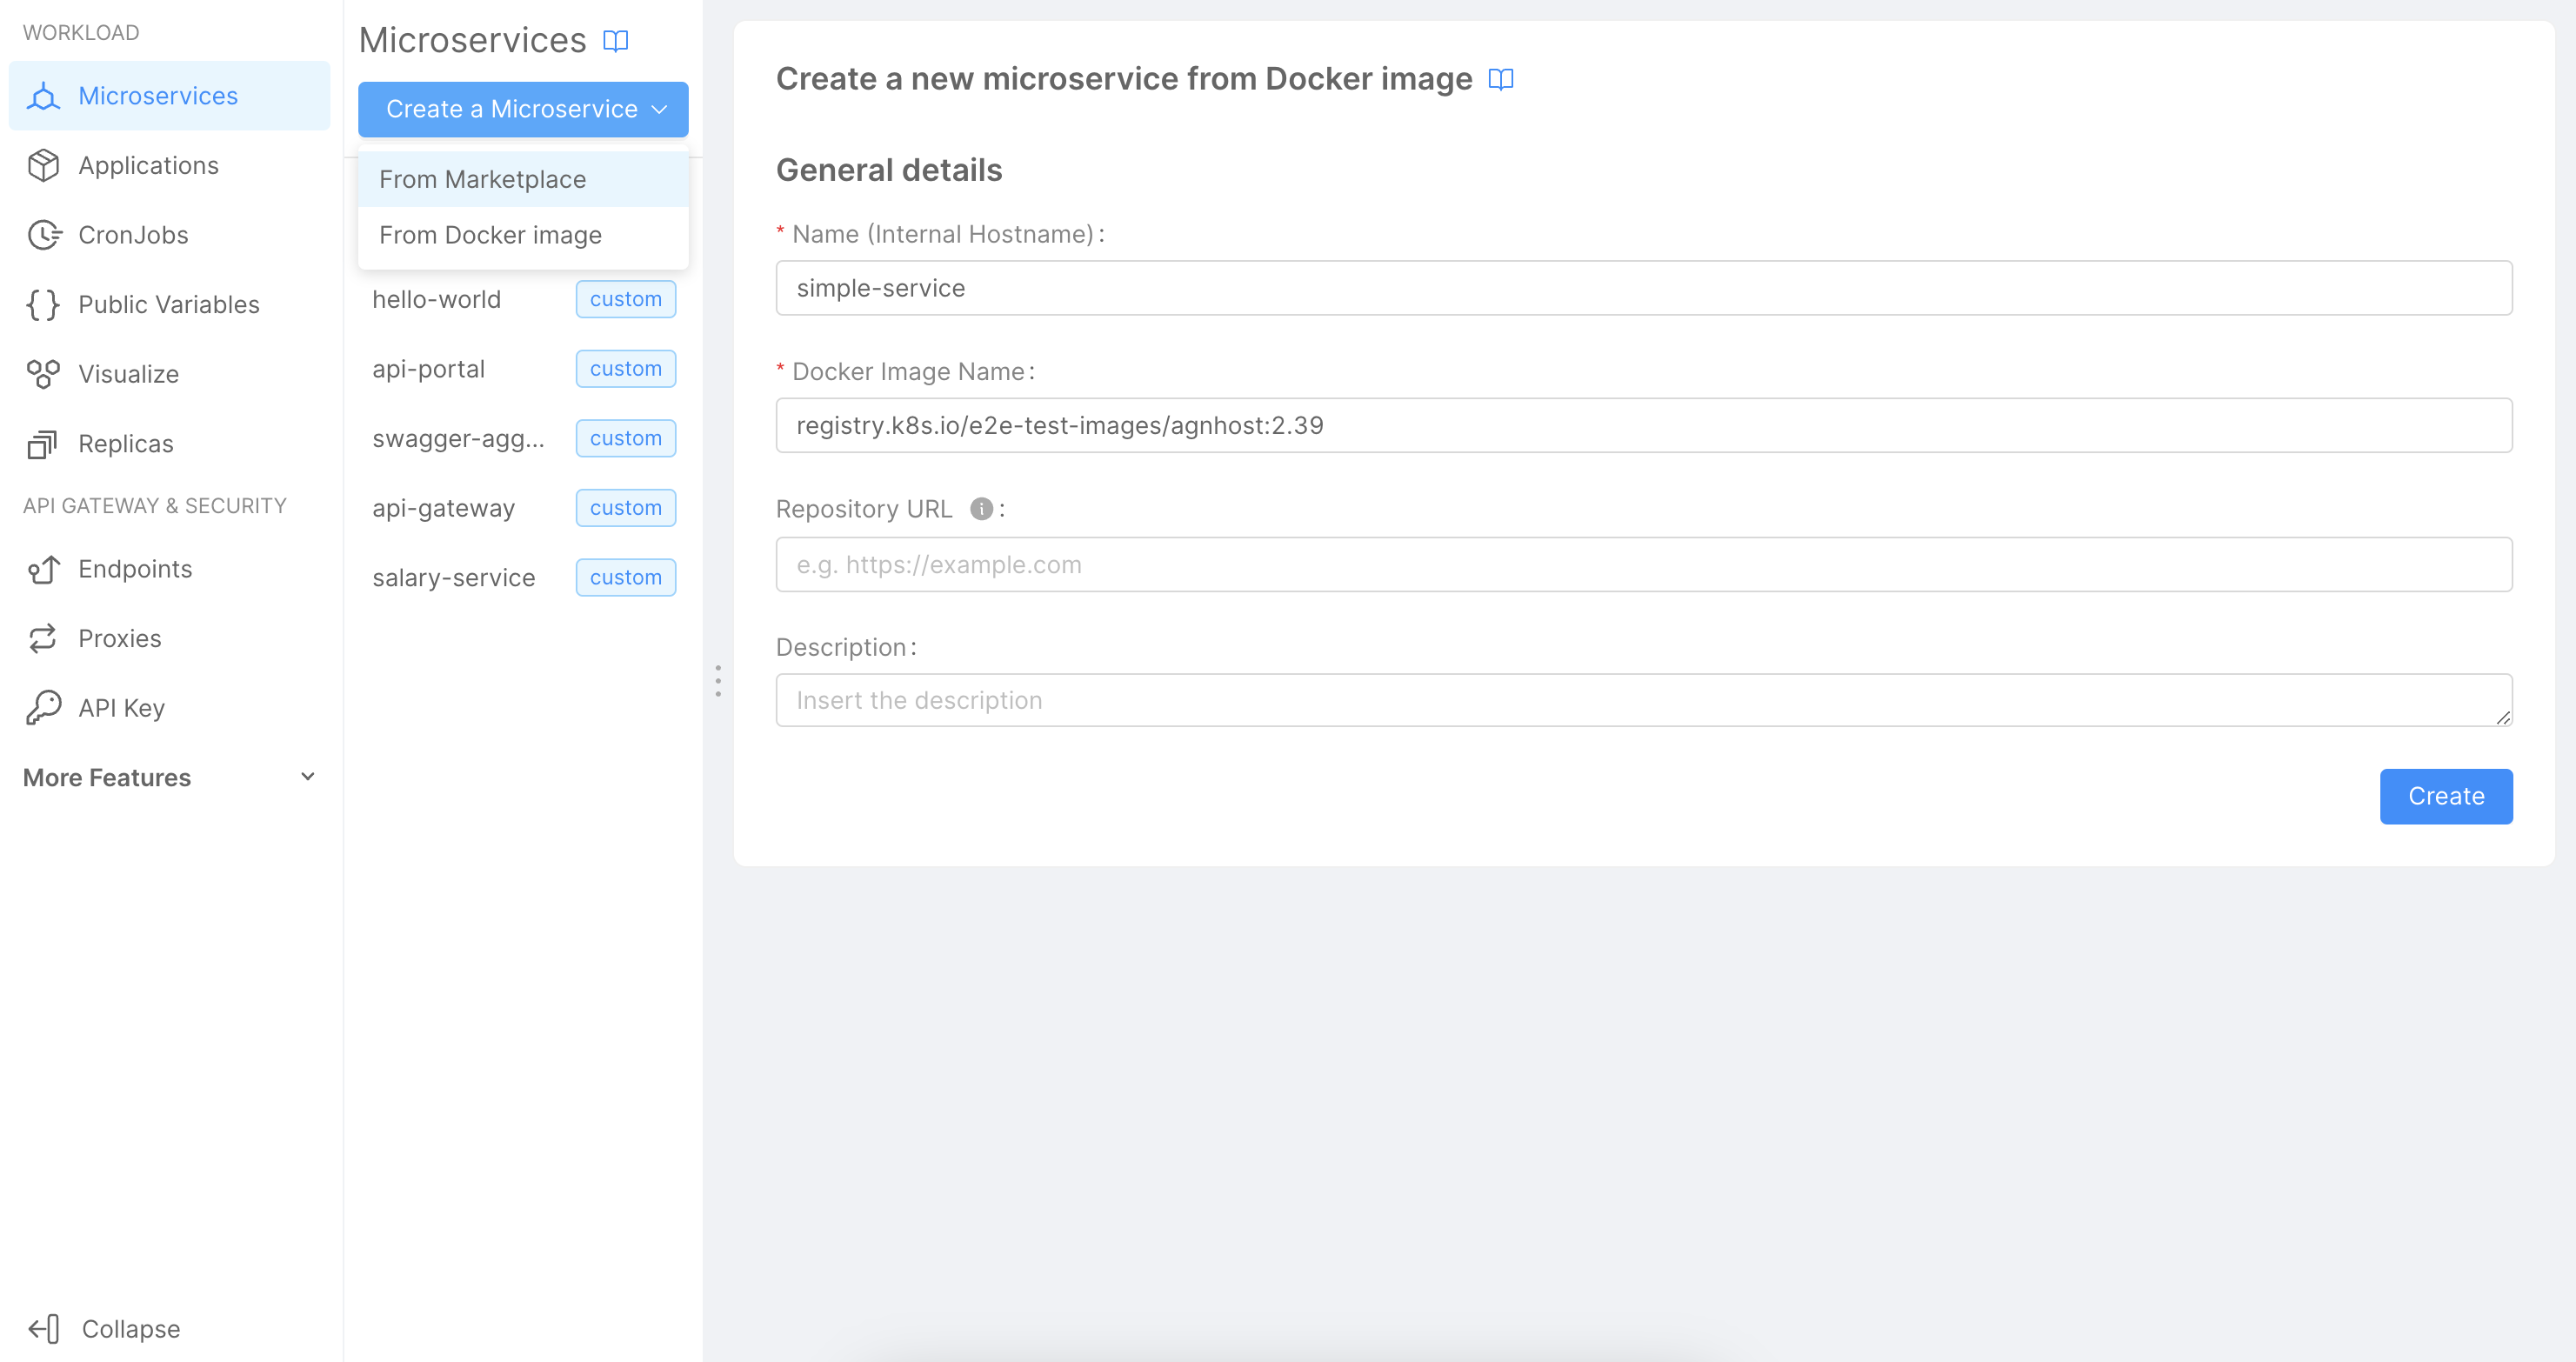 WORKLOAD
Microservices
Applications
CronJobs
Public Variables
Visualize
Replicas
API GATEWAY & SECURITY
Endpoints
Proxies
API Key
More Features
Collapse
Microservices
Create a Microservice
From Marketplace
From Docker image
hello-world custom
api-portal custom
swagger-agg... custom
api-gateway custom
salary-service custom
Create a new microservice from Docker image
General details
* Name (Internal Hostname):
simple-service
* Docker Image Name:
registry.k8s.io/e2e-test-images/agnhost:2.39
Repository URL i :
e.g. https://example.com
Description:
Insert the description
Create